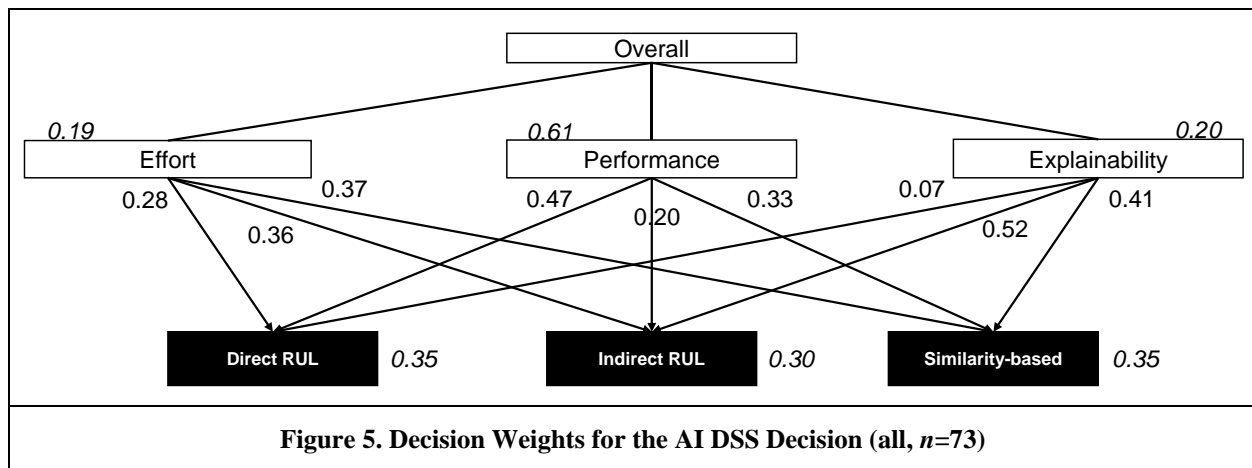 Overall
0.19 0.61 0.20
Effort Performance Explainability
0.28 0.37 0.47 0.20 0.33 0.07 0.41
0.36 0.52
Direct RUL 0.35 Indirect RUL 0.30 Similarity-based 0.35
Figure 5. Decision Weights for the AI DSS Decision (all, n=73)